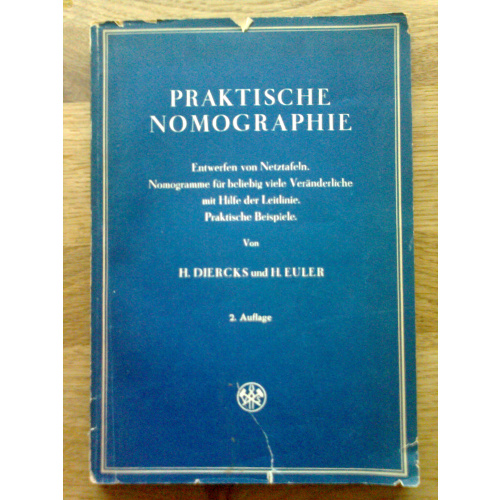 PRAKTISCHE
NOMOGRAPHIE
Entwerfen von Netztafeln.
Nomogramme für beliebig viele Veränderliche
mit Hilfe der Leitlinie.
Praktische Beispiele.
Von
H. DIERCKS und H. EULER
2. Auflage